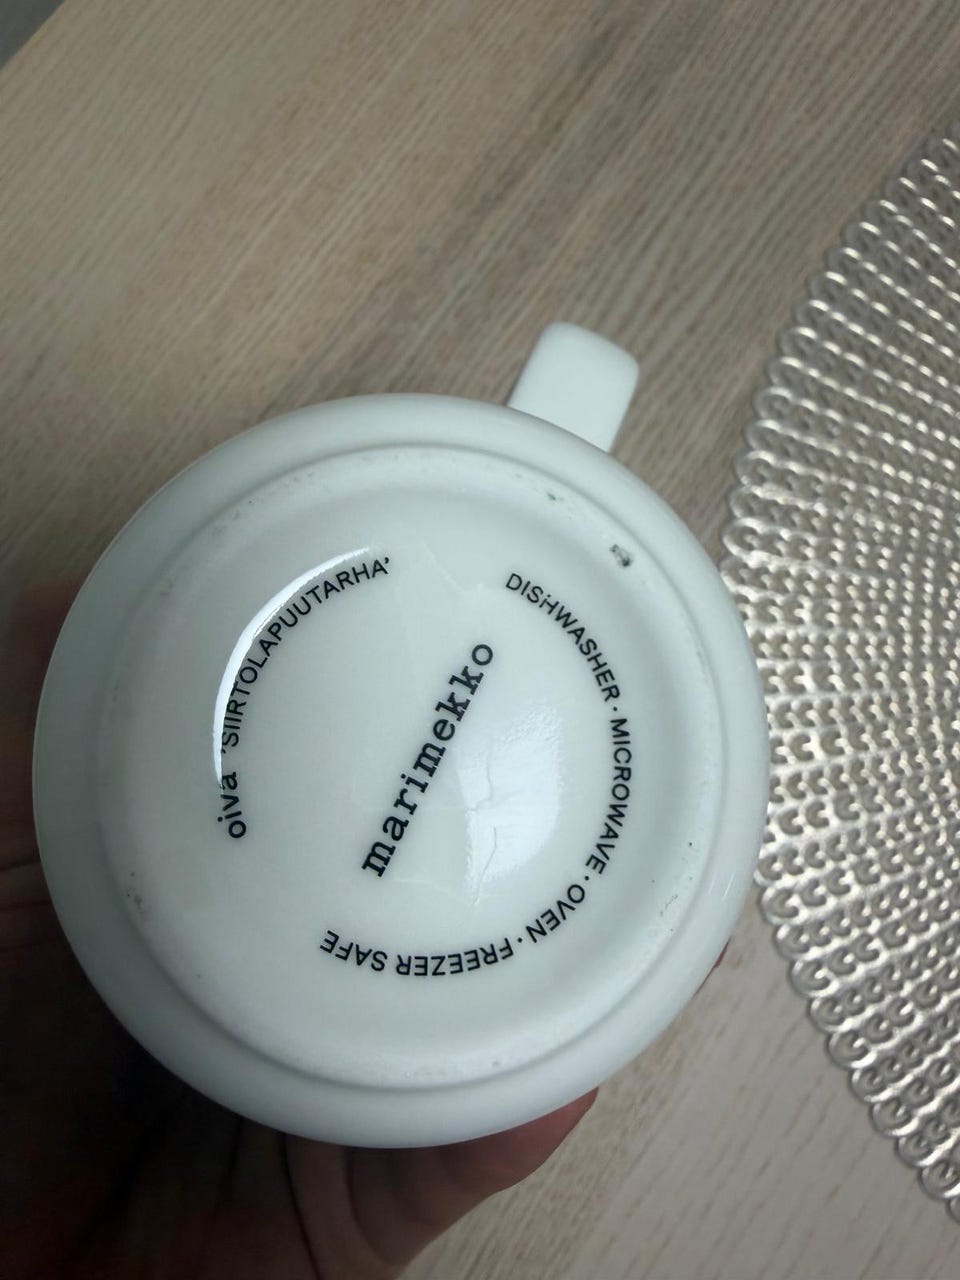 oiva 'SIIRTOLAPUUTARHA'
marimekko
DISHWASHER · MICROWAVE · OVEN · FREEZER SAFE